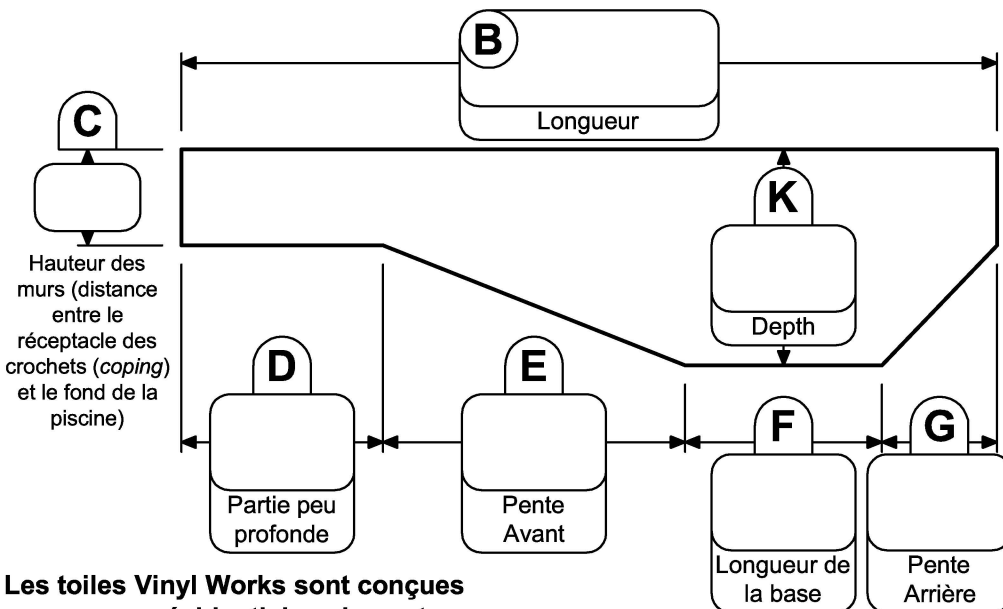 B
Longueur
C
Hauteur des
murs (distance
entre le
réceptacle des
crochets (coping)
et le fond de la
piscine)
K
Depth
D
Partie peu
profonde
E
Pente
Avant
F
Longueur de
la base
G
Pente
Arrière
Les toiles Vinyl Works sont conçues